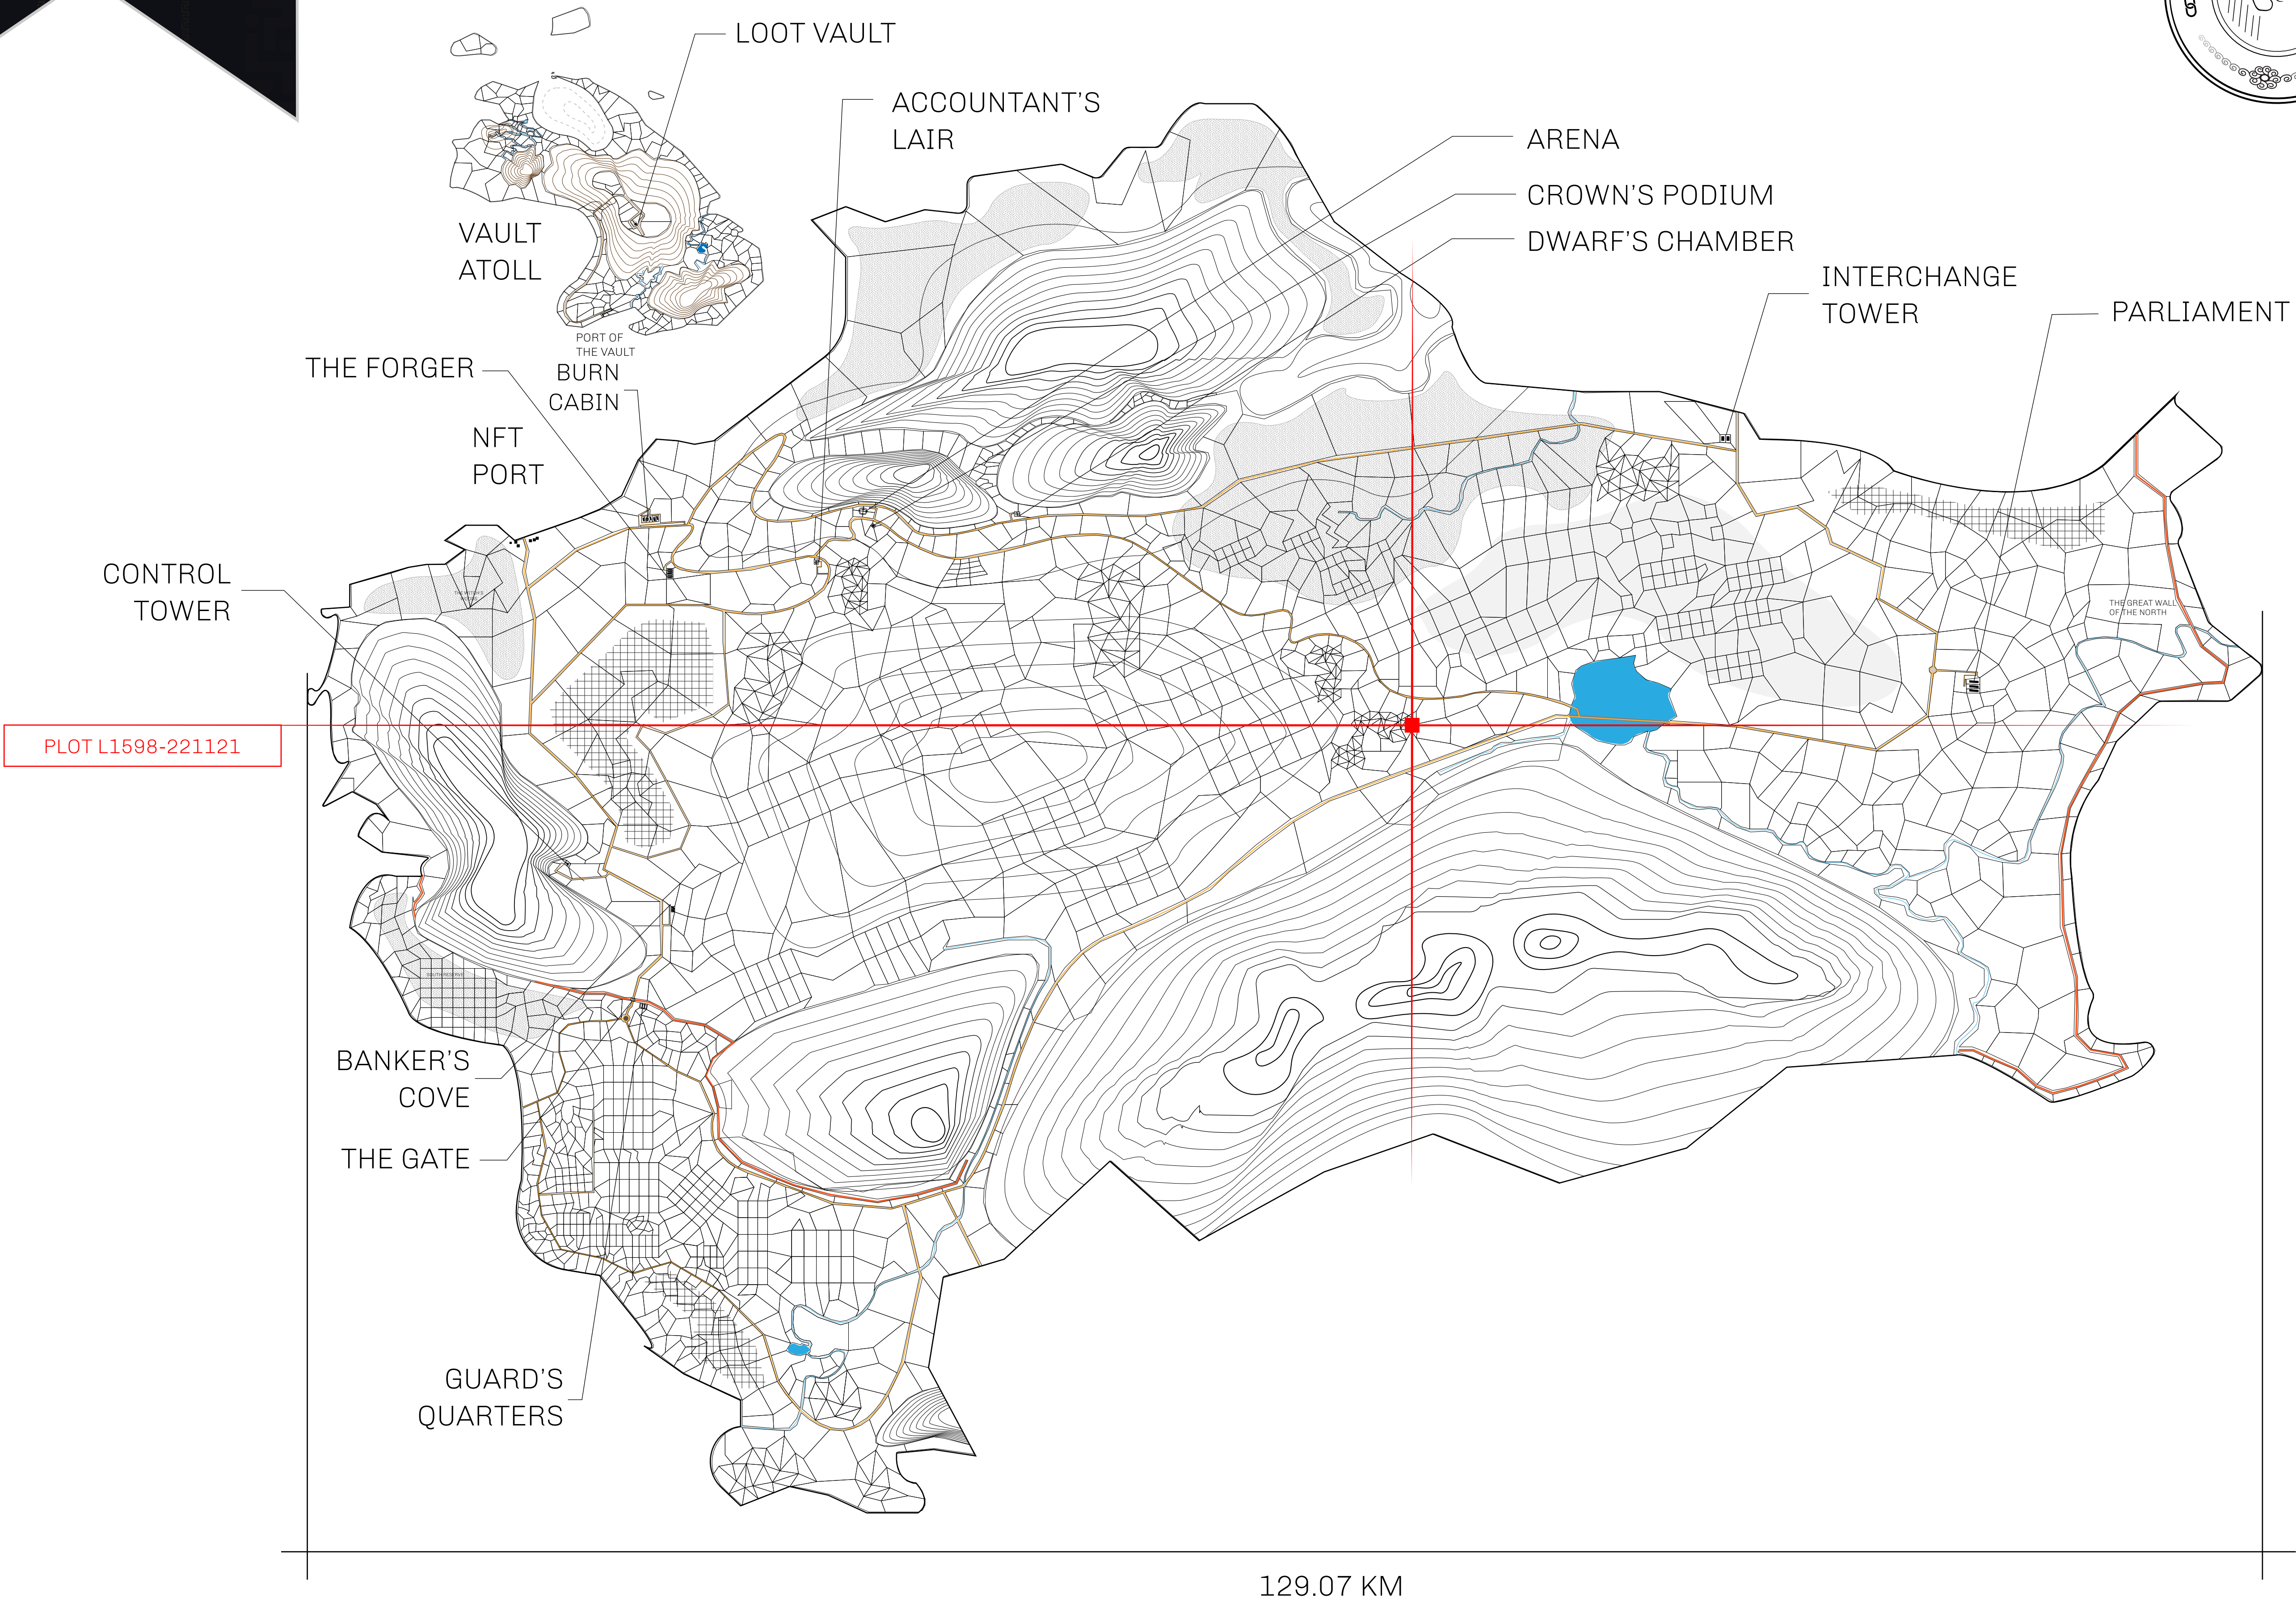 LOOT VAULT
ACCOUNTANT'S
LAIR
ARENA
CROWN'S PODIUM
DWARF'S CHAMBER
VAULT
ATOLL
INTERCHANGE
TOWER
PARLIAMENT
PORT OF
THE VAULT
THE FORGER
BURN
CABIN
NFT
PORT
CONTROL
TOWER
THE GREAT WALL
OF THE NORTH
PLOT L1598-221121
SOUTH RESERVE
BANKER'S
COVE
THE GATE
GUARD'S
QUARTERS
129.07 KM